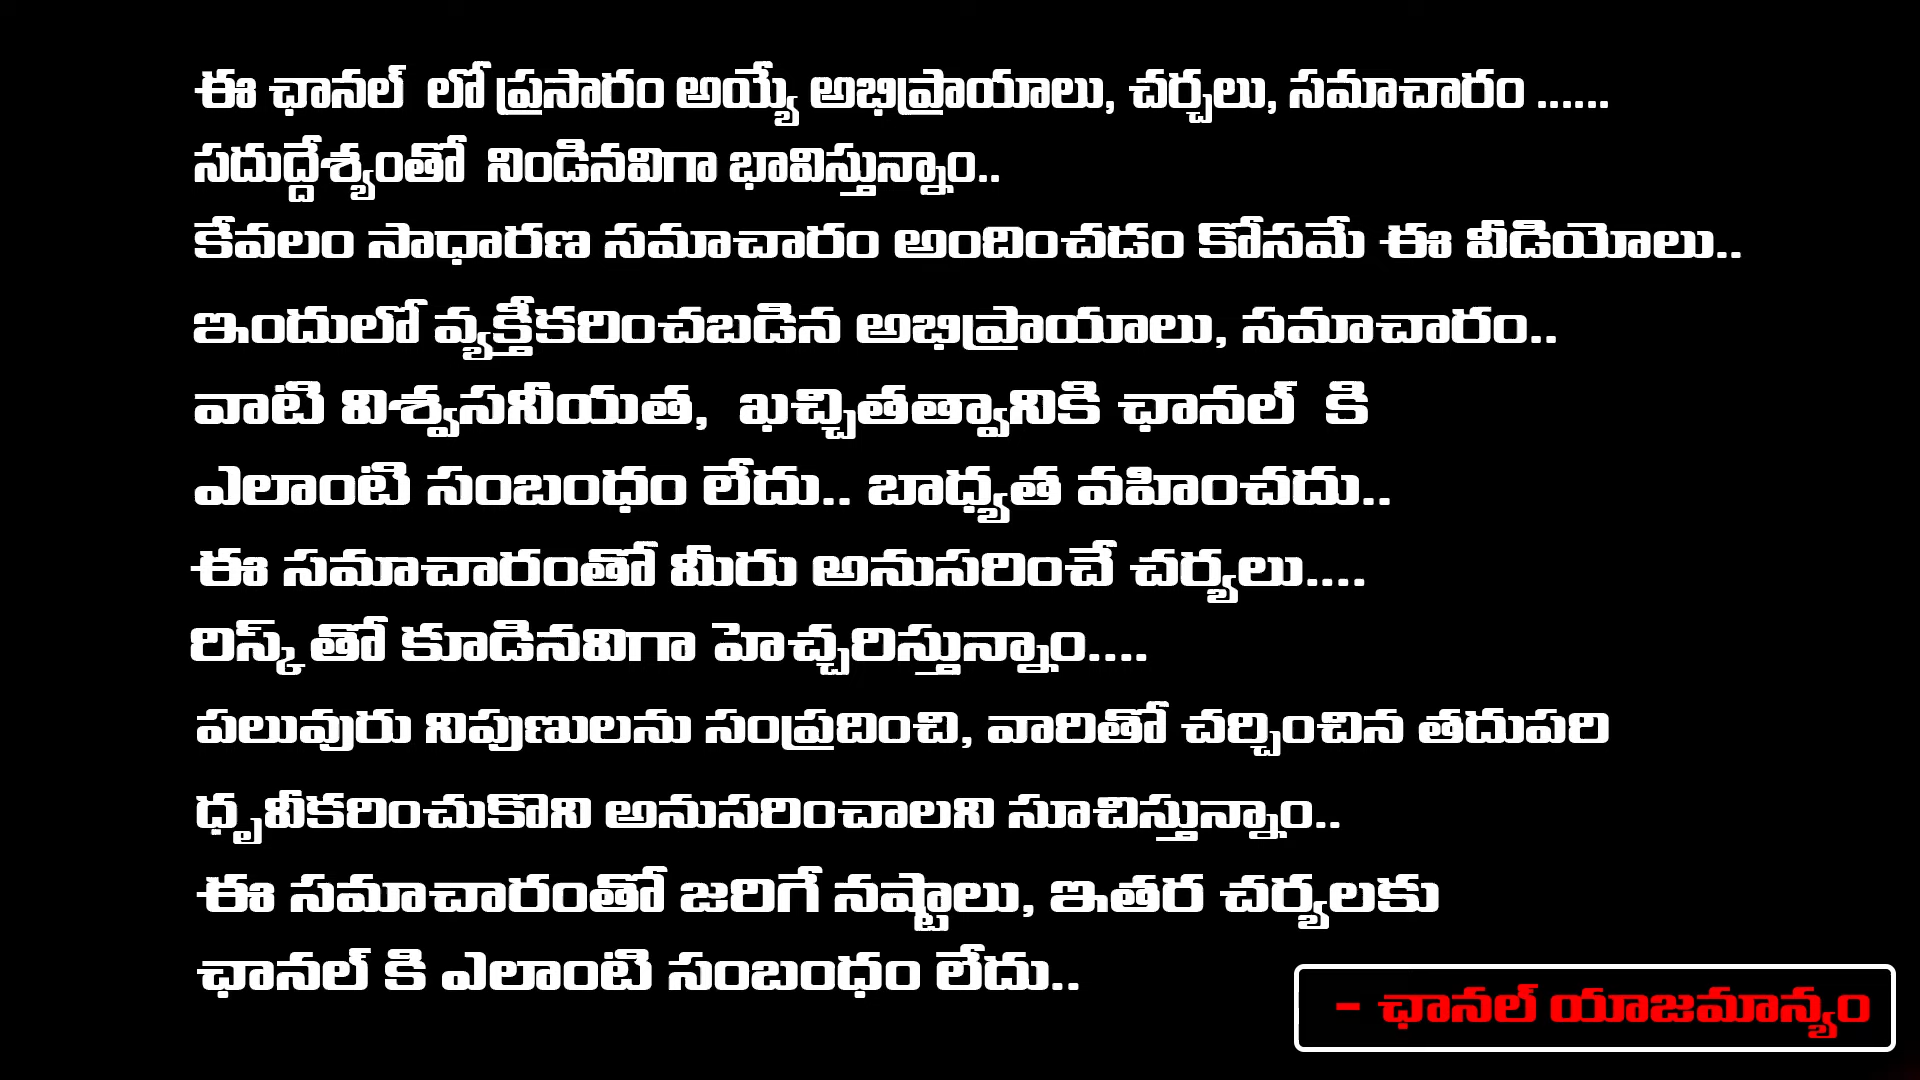 ఈ ఛానల్ లో ప్రసారం అయ్యే అభిప్రాయాలు, చర్చలు, సమాచారం ......
సదుద్దేశ్యంతో నిండినవిగా భావిస్తున్నాం..
కేవలం సాధారణ సమాచారం అందించడం కోసమే ఈ వీడియోలు..
ఇందులో వ్యక్తీకరించబడిన అభిప్రాయాలు, సమాచారం..
వాటి విశ్వసనీయత, ఖచ్చితత్వానికి ఛానల్ కి
ఎలాంటి సంబంధం లేదు.. బాధ్యత వహించదు..
ఈ సమాచారంతో మీరు అనుసరించే చర్యలు....
రిస్క్ తో కూడినవిగా హెచ్చరిస్తున్నాం....
పలువురు నిపుణులను సంప్రదించి, వారితో చర్చించిన తదుపరి
ధృవీకరించుకొని అనుసరించాలని సూచిస్తున్నాం..
ఈ సమాచారంతో జరిగే నష్టాలు, ఇతర చర్యలకు
ఛానల్ కి ఎలాంటి సంబంధం లేదు..
- ఛానల్ యాజమాన్యం